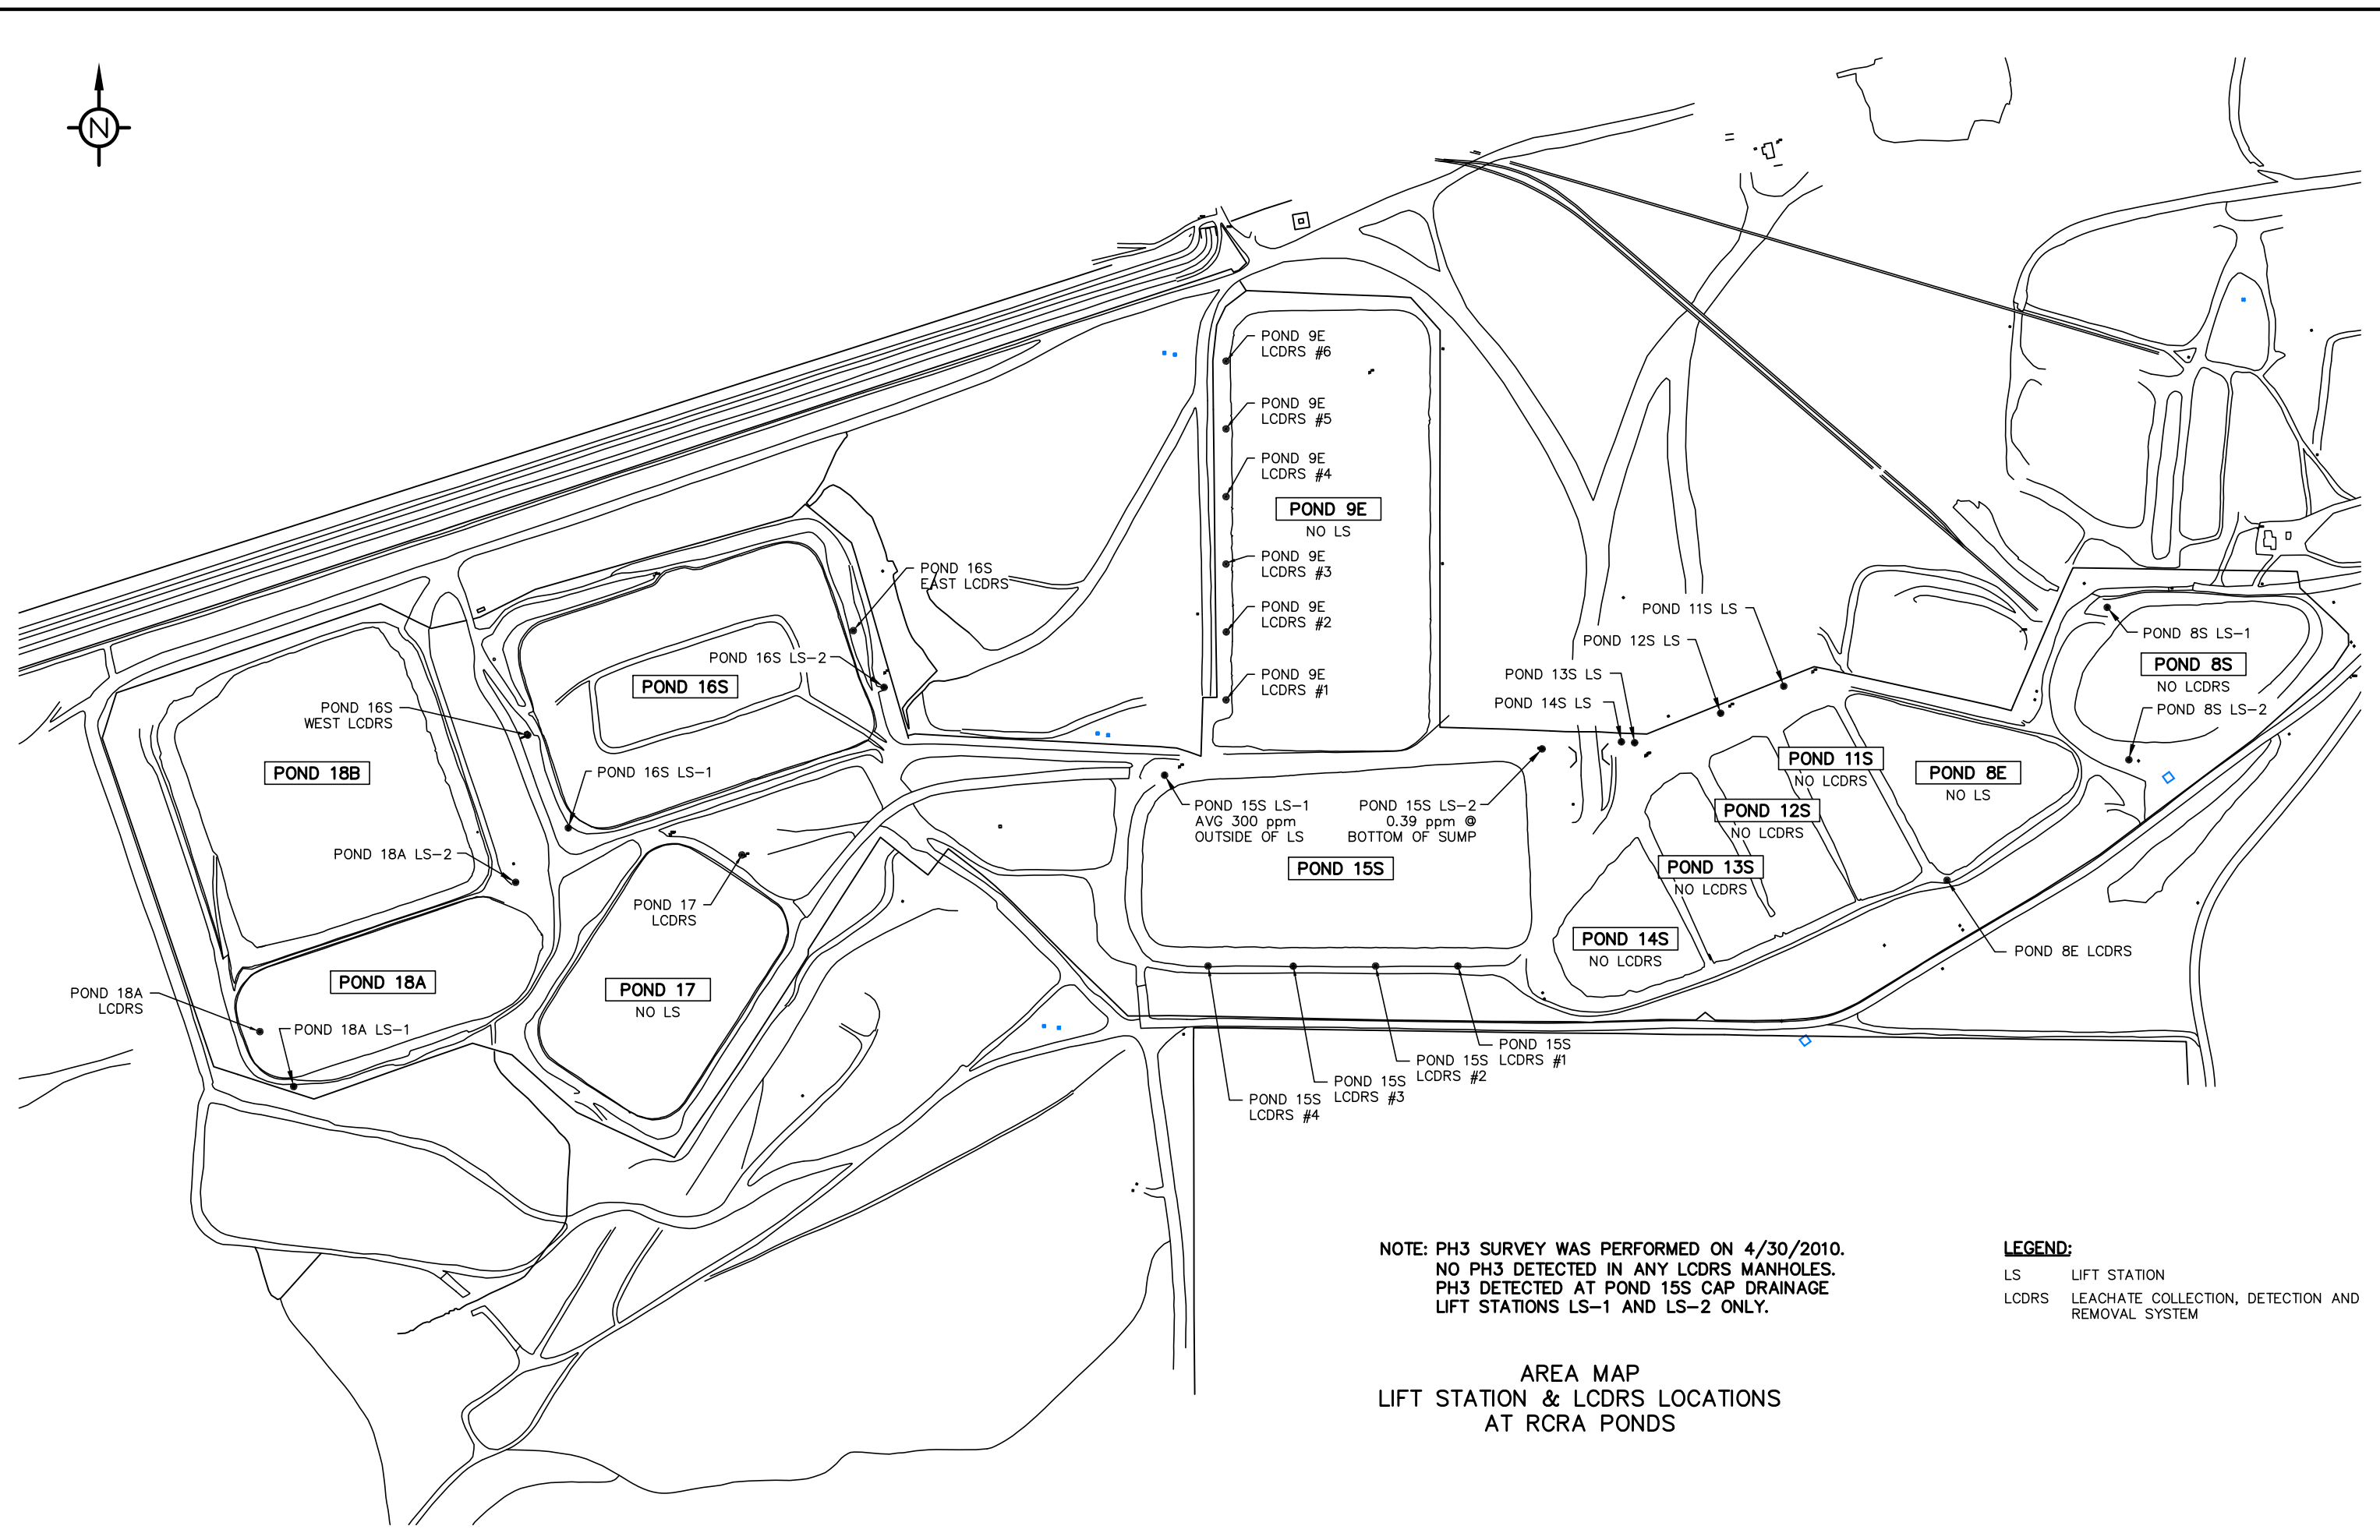 N
POND 9E
LCDRS #6
POND 9E
LCDRS #5
POND 9E
LCDRS #4
POND 9E
NO LS
POND 9E
LCDRS #3
POND 9E
LCDRS #2
POND 9E
LCDRS #1
POND 16S
EAST LCDRS
POND 16S LS-2
POND 16S
POND 16S
WEST LCDRS
POND 16S LS-1
POND 18B
POND 18A LS-2
POND 18A
POND 18A
LCDRS
POND 18A LS-1
POND 17
LCDRS
POND 17
NO LS
POND 11S LS
POND 12S LS
POND 13S LS
POND 14S LS
POND 8S LS-1
POND 8S
NO LCDRS
POND 8S LS-2
POND 11S
NO LCDRS
POND 8E
NO LS
POND 12S
NO LCDRS
POND 13S
NO LCDRS
POND 14S
NO LCDRS
POND 8E LCDRS
POND 15S LS-1
AVG 300 ppm
OUTSIDE OF LS
POND 15S LS-2
0.39 ppm @
BOTTOM OF SUMP
POND 15S
POND 15S
LCDRS #1
POND 15S
LCDRS #2
POND 15S
LCDRS #3
POND 15S
LCDRS #4
NOTE: PH3 SURVEY WAS PERFORMED ON 4/30/2010.
NO PH3 DETECTED IN ANY LCDRS MANHOLES.
PH3 DETECTED AT POND 15S CAP DRAINAGE
LIFT STATIONS LS-1 AND LS-2 ONLY.
LEGEND:
LS LIFT STATION
LCDRS LEACHATE COLLECTION, DETECTION AND
REMOVAL SYSTEM
AREA MAP
LIFT STATION & LCDRS LOCATIONS
AT RCRA PONDS